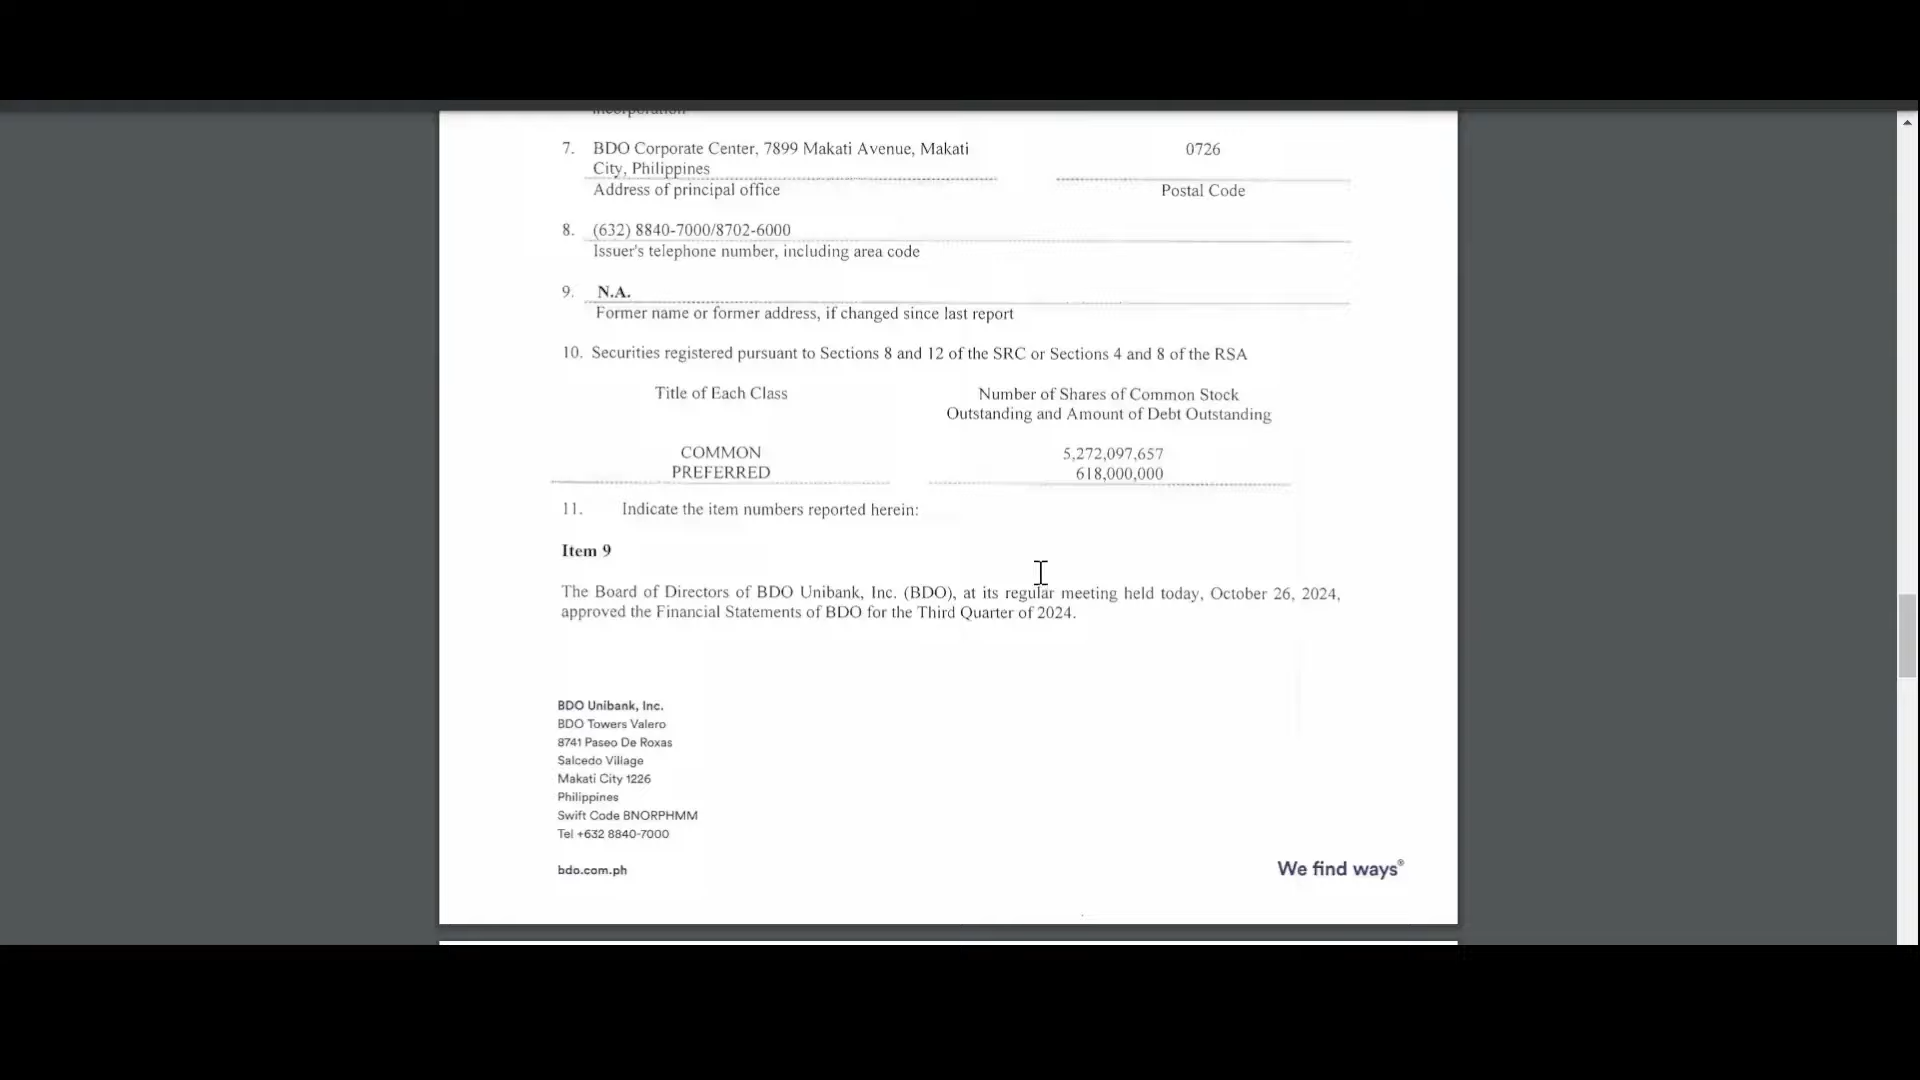 incorporation
7. BDO Corporate Center, 7899 Makati Avenue, Makati City, Philippines 0726
Address of principal office Postal Code
8. (632) 8840-7000/8702-6000
Issuer's telephone number, including area code
9. N.A.
Former name or former address, if changed since last report
10. Securities registered pursuant to Sections 8 and 12 of the SRC or Sections 4 and 8 of the RSA
Title of Each Class Number of Shares of Common Stock
Outstanding and Amount of Debt Outstanding
COMMON 5,272,097,657
PREFERRED 618,000,000
11. Indicate the item numbers reported herein:
Item 9
The Board of Directors of BDO Unibank, Inc. (BDO), at its regular meeting held today, October 26, 2024,
approved the Financial Statements of BDO for the Third Quarter of 2024.
BDO Unibank, Inc.
BDO Towers Valero
8741 Paseo De Roxas
Salcedo Village
Makati City 1226
Philippines
Swift Code BNORPHMM
Tel +632 8840-7000
bdo.com.ph
We find ways®